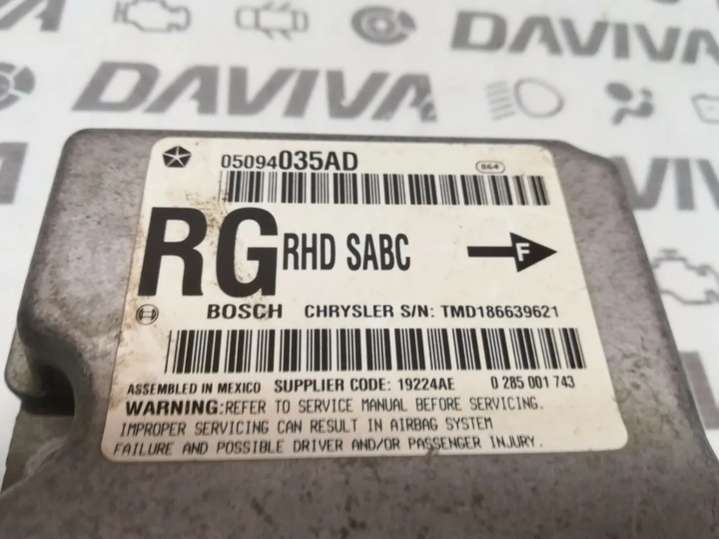 DAVIVA
DAVIVA
05094035AD
864
RG RHD SABC F
BOSCH CHRYSLER S/N: TMD186639621
ASSEMBLED IN MEXICO SUPPLIER CODE: 19224AE 0 285 001 743
WARNING:REFER TO SERVICE MANUAL BEFORE SERVICING.
IMPROPER SERVICING CAN RESULT IN AIRBAG SYSTEM
FAILURE AND POSSIBLE DRIVER AND/OR PASSENGER INJURY.